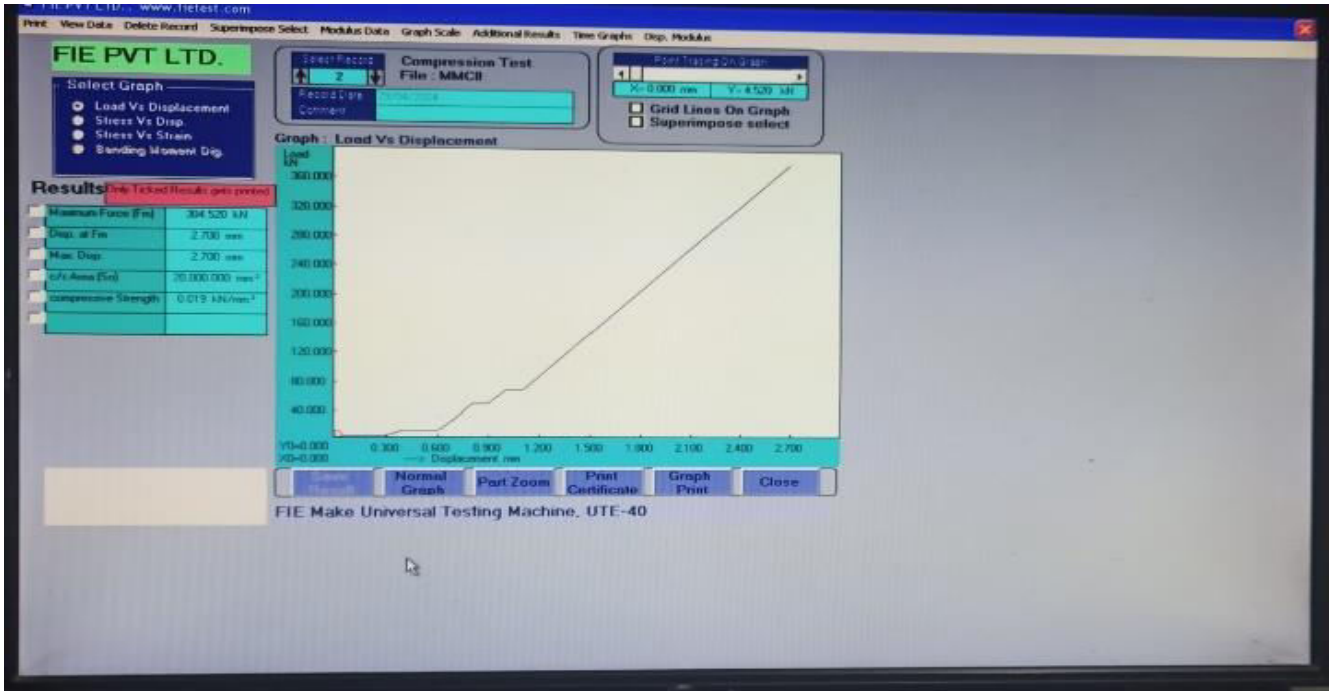 FIE PVT LTD., www.fietest.com
Print View Data Delete Record Superimpose Select Modulus Data Graph Scale Additional Results Time Graphs Disp. Modulus
FIE PVT LTD.
Select Graph
Load Vs Displacement
Stress Vs Disp.
Stress Vs Strain
Bending Moment Dig.
Select Record
2
Compression Test
File : MMCII
Record Date
Comment
Point Tracing On Graph
X= 0.000 mm Y= 4.520 kN
Grid Lines On Graph
Superimpose select
Results
Only Ticked Results gets printed
Maximum Force (Fm) 384.520 kN
Disp. at Fm 2.700 mm
Max. Disp. 2.700 mm
c/s Area (So) 20.000.000 mm²
compressive Strength 0.019 kN/mm²
Graph : Load Vs Displacement
Load
kN
360.000
320.000
280.000
240.000
200.000
160.000
120.000
80.000
40.000
Y0=0.000 0.300 0.600 0.900 1.200 1.500 1.800 2.100 2.400 2.700
X0=0.000 ---> Displacement mm
Save Result
Normal Graph
Part Zoom
Print Certificate
Graph Print
Close
FIE Make Universal Testing Machine, UTE-40